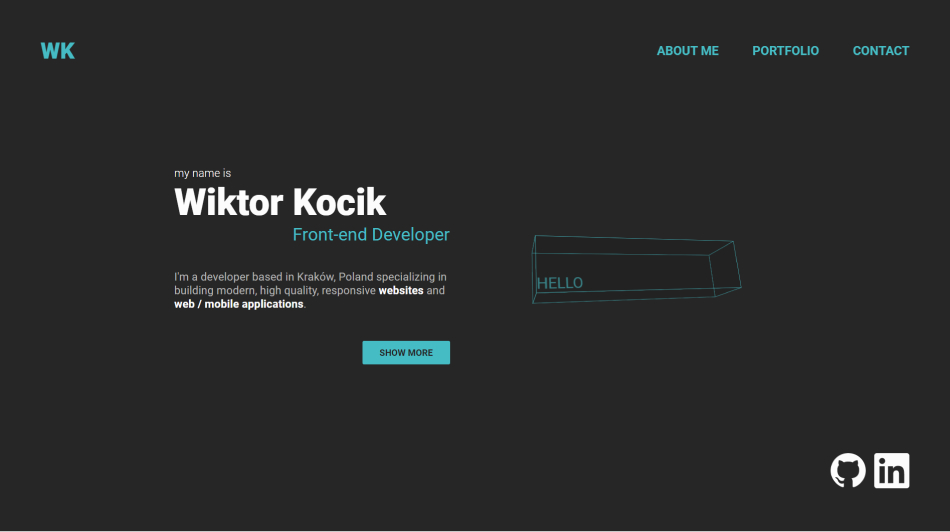 WK
ABOUT ME PORTFOLIO CONTACT
my name is
Wiktor Kocik
Front-end Developer
I'm a developer based in Kraków, Poland specializing in
building modern, high quality, responsive websites and
web / mobile applications.
SHOW MORE
HELLO
in